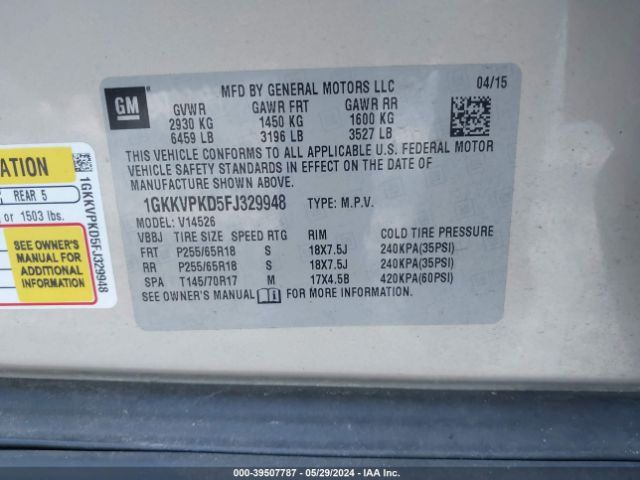 GM
MFD BY GENERAL MOTORS LLC 04/15
GVWR GAWR FRT GAWR RR
2930 KG 1450 KG 1600 KG
6459 LB 3196 LB 3527 LB
THIS VEHICLE CONFORMS TO ALL APPLICABLE U.S. FEDERAL MOTOR
VEHICLE SAFETY STANDARDS IN EFFECT ON THE DATE OF
MANUFACTURE SHOWN ABOVE.
1GKKVPKD5FJ329948 TYPE: M.P.V.
MODEL: V14526
VBBJ TIRE SIZE SPEED RTG RIM COLD TIRE PRESSURE
FRT P255/65R18 S 18X7.5J 240KPA(35PSI)
RR P255/65R18 S 18X7.5J 240KPA(35PSI)
SPA T145/70R17 M 17X4.5B 420KPA(60PSI)
SEE OWNER'S MANUAL FOR MORE INFORMATION.
REAR 5
or 1503 lbs.
SEE OWNER'S
MANUAL FOR
ADDITIONAL
INFORMATION
1GKKVPKD5FJ329948
000-39507787 - 05/29/2024 - IAAI.com